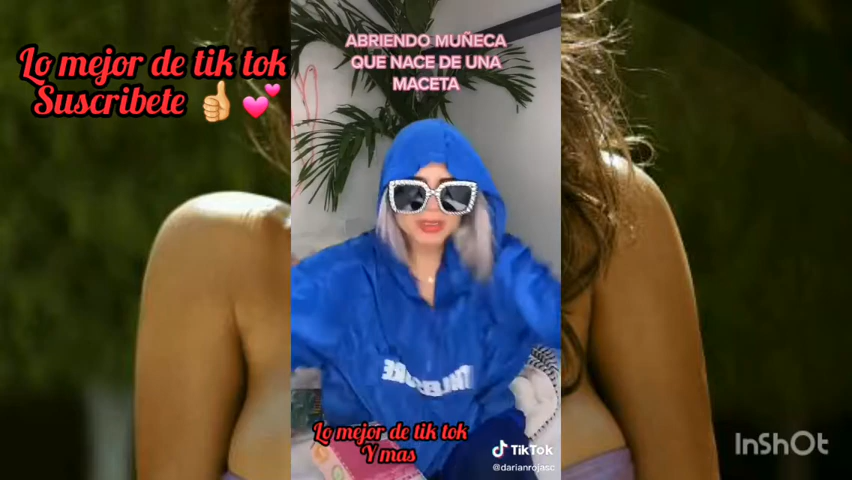 Lo mejor de tik tok
Suscribete 👍 💕
ABRIENDO MUÑECA
QUE NACE DE UNA
MACETA
Lo mejor de tik tok
Y mas
TikTok
@darianrojasc
InShOt